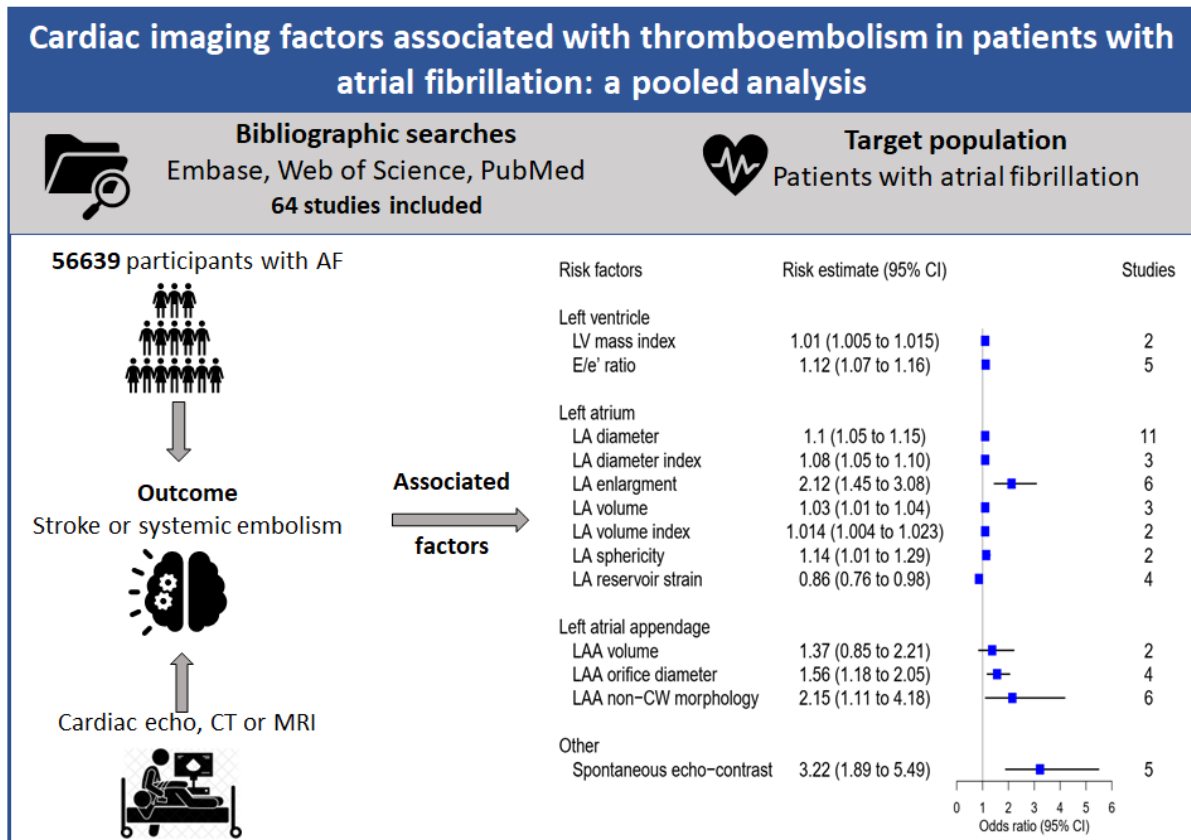 Cardiac imaging factors associated with thromboembolism in patients with
atrial fibrillation: a pooled analysis
Bibliographic searches
Embase, Web of Science, PubMed
64 studies included
Target population
Patients with atrial fibrillation
56639 participants with AF
Outcome
Stroke or systemic embolism
Cardiac echo, CT or MRI
Associated
factors
Risk factors Risk estimate (95% CI) Studies
Left ventricle
LV mass index 1.01 (1.005 to 1.015) 2
E/e' ratio 1.12 (1.07 to 1.16) 5
Left atrium
LA diameter 1.1 (1.05 to 1.15) 11
LA diameter index 1.08 (1.05 to 1.10) 3
LA enlargment 2.12 (1.45 to 3.08) 6
LA volume 1.03 (1.01 to 1.04) 3
LA volume index 1.014 (1.004 to 1.023) 2
LA sphericity 1.14 (1.01 to 1.29) 2
LA reservoir strain 0.86 (0.76 to 0.98) 4
Left atrial appendage
LAA volume 1.37 (0.85 to 2.21) 2
LAA orifice diameter 1.56 (1.18 to 2.05) 4
LAA non-CW morphology 2.15 (1.11 to 4.18) 6
Other
Spontaneous echo−contrast 3.22 (1.89 to 5.49) 5
0 1 2 3 4 5 6
Odds ratio (95% CI)